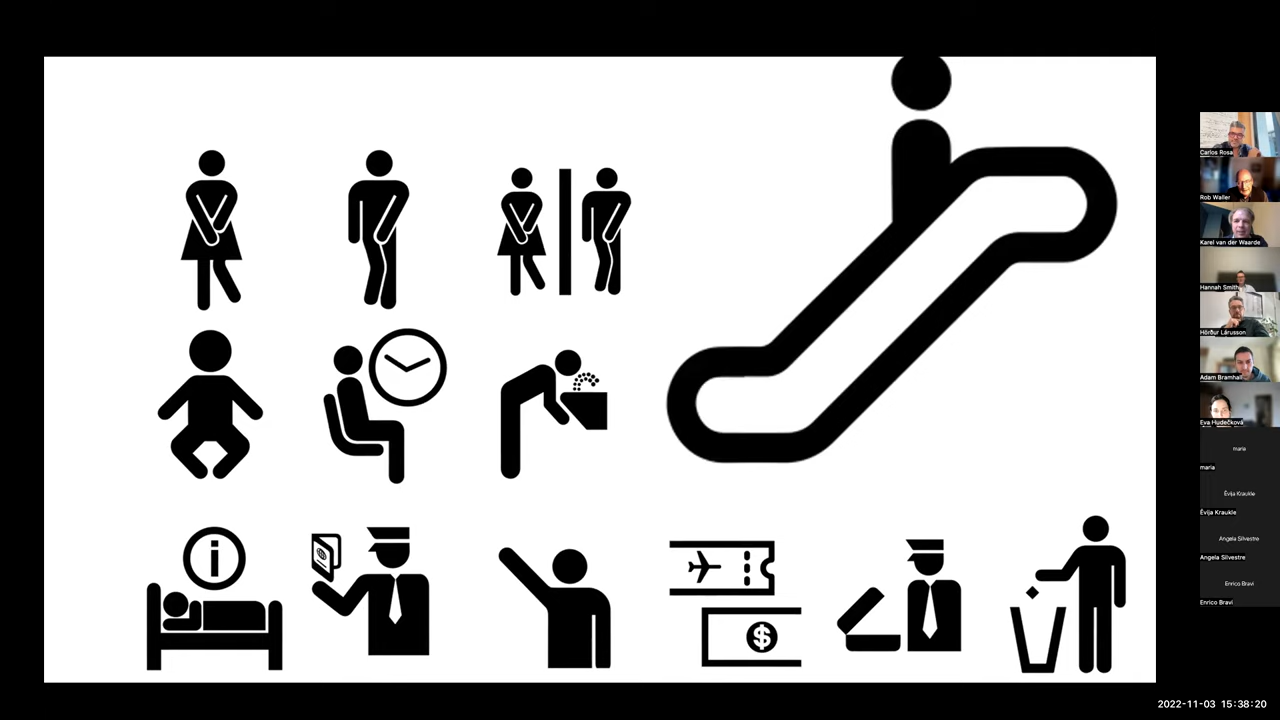 i
$
Carlos Rosa
Rob Waller
Karel van der Waarde
Hannah Smith
Hörður Lárusson
Adam Bramhall
Eva Hudečková
maria
maria
Évija Kraukle
Évija Kraukle
Angela Silvestre
Angela Silvestre
Enrico Bravi
Enrico Bravi
2022-11-03 15:38:20